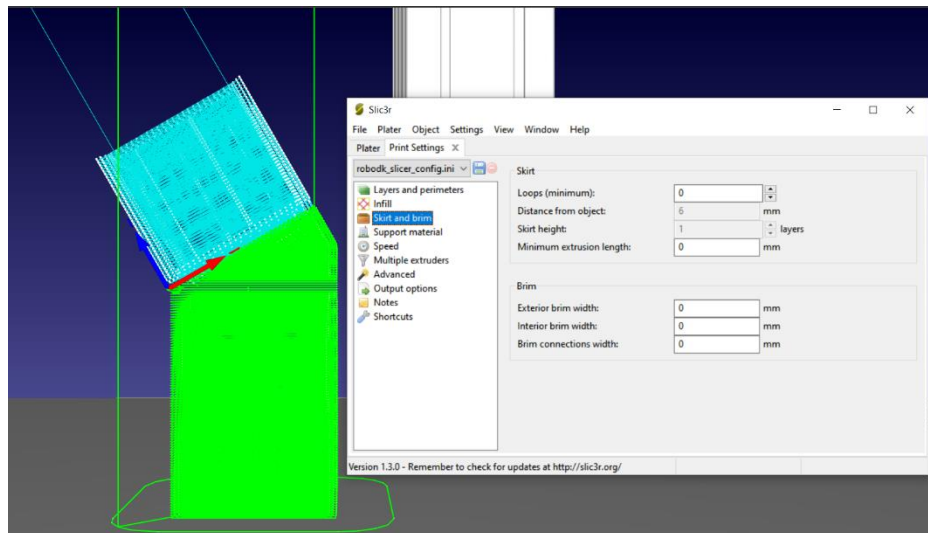 Slic3r
File Plater Object Settings View Window Help
Plater Print Settings X
robodk_slicer_config.ini
Layers and perimeters
Infill
Skirt and brim
Support material
Speed
Multiple extruders
Advanced
Output options
Notes
Shortcuts
Skirt
Loops (minimum): 0
Distance from object: 6 mm
Skirt height: 1 layers
Minimum extrusion length: 0 mm
Brim
Exterior brim width: 0 mm
Interior brim width: 0 mm
Brim connections width: 0 mm
Version 1.3.0 - Remember to check for updates at http://slic3r.org/